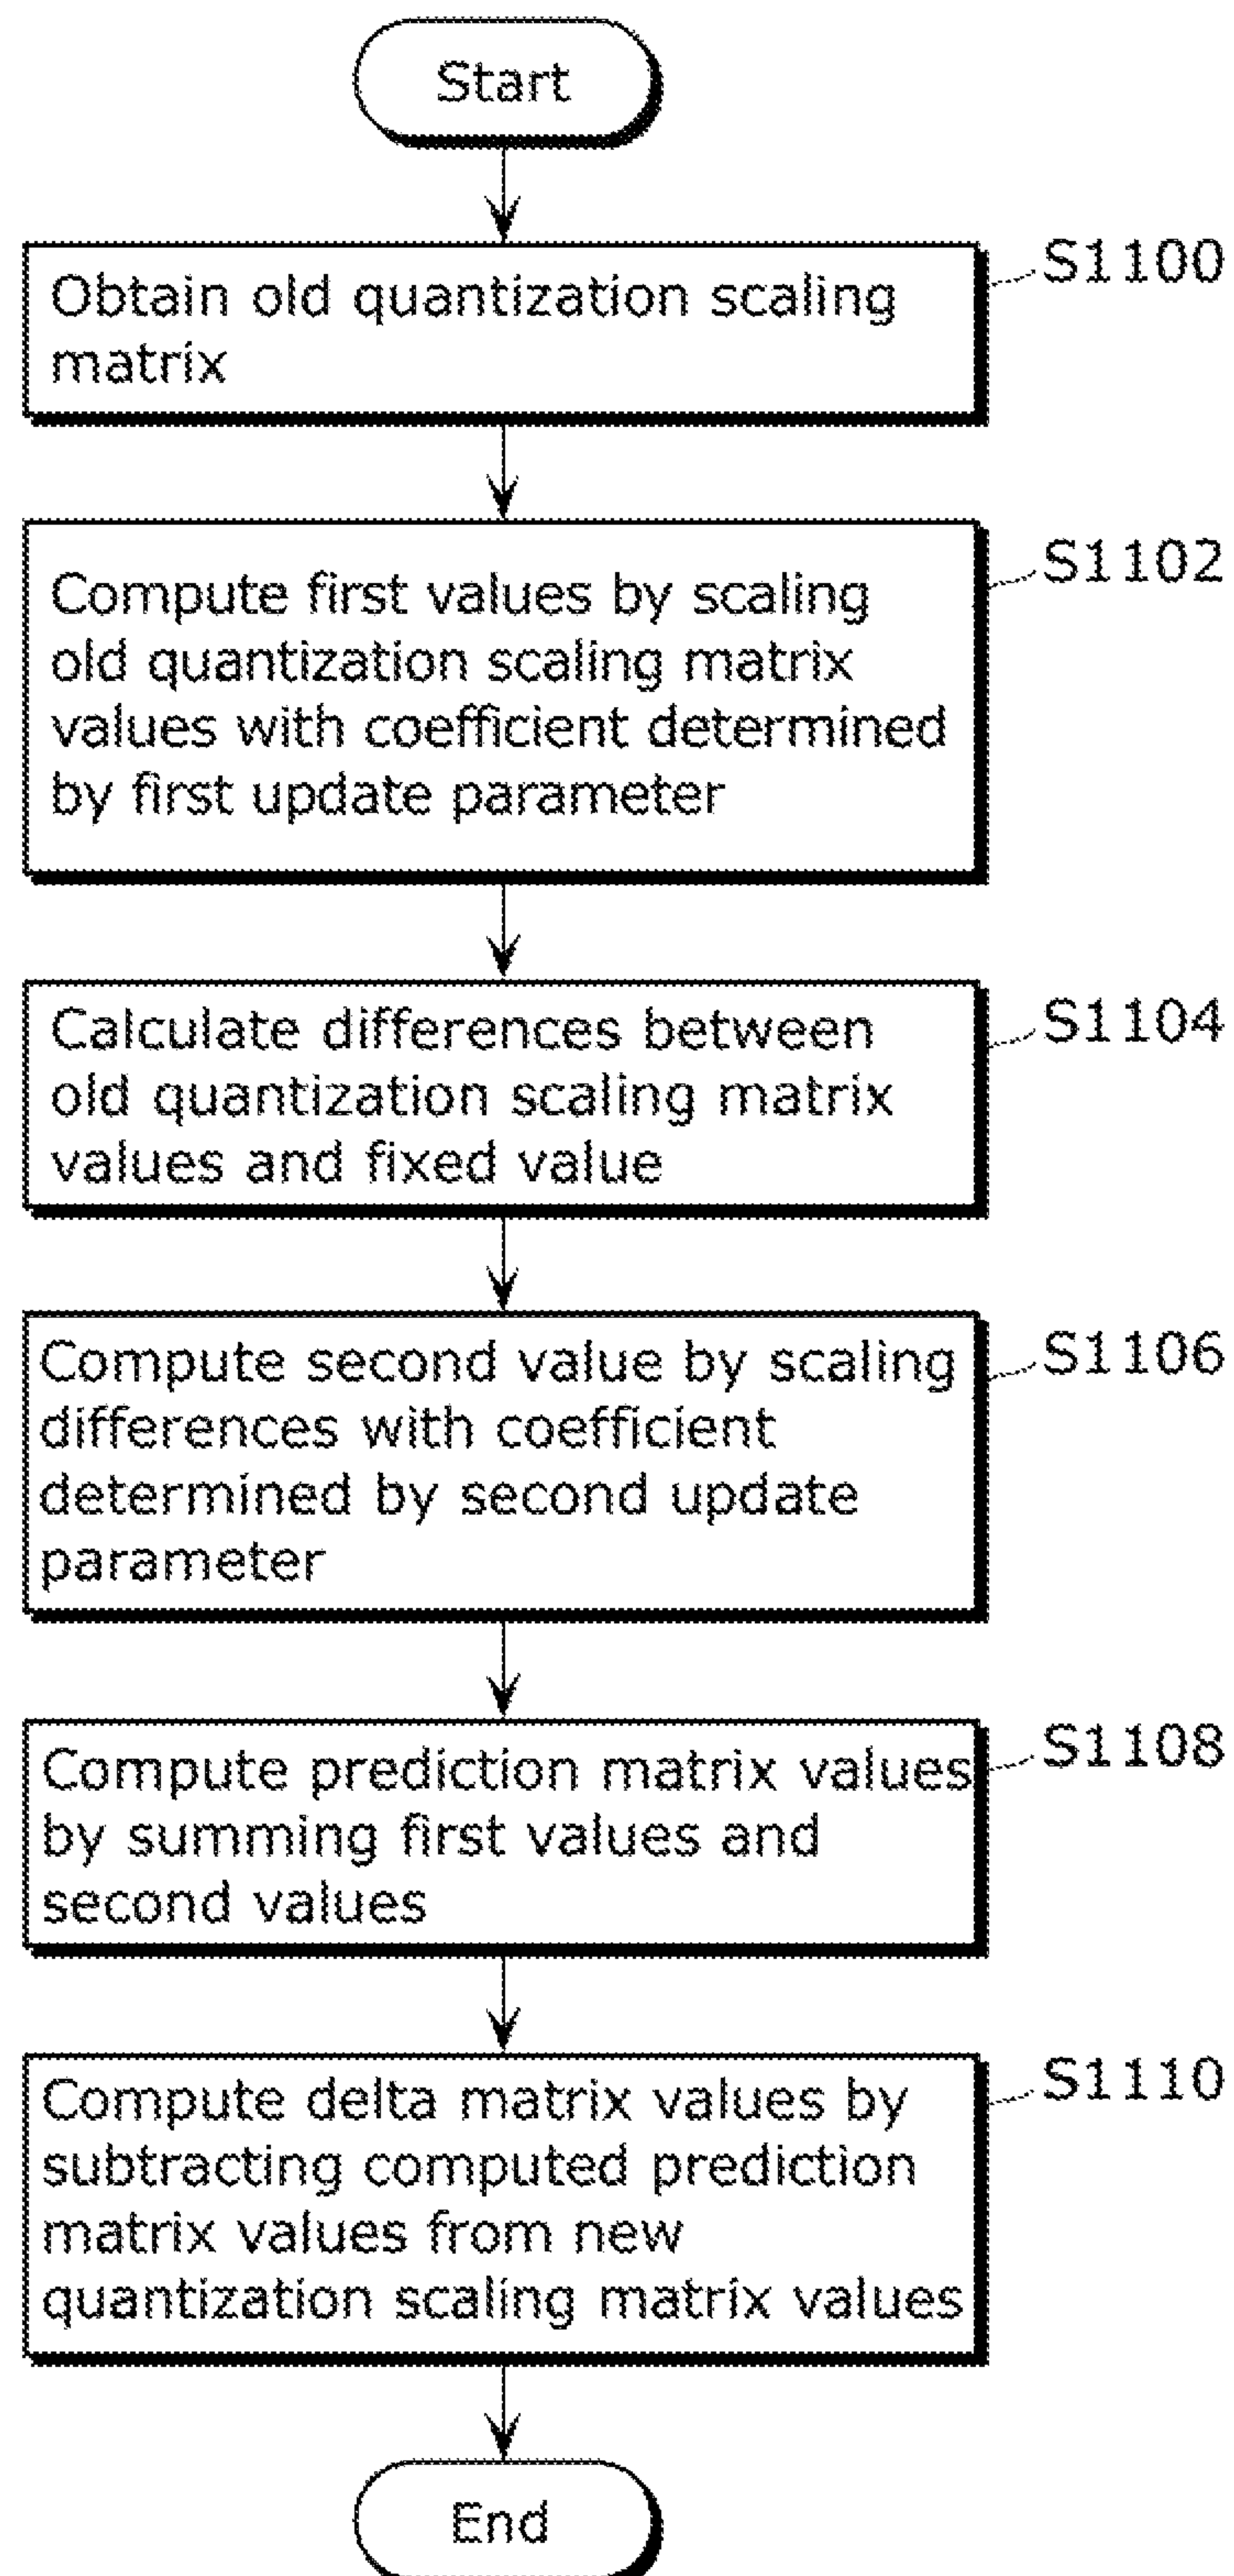 Start
Obtain old quantization scaling
matrix
S1100
Compute first values by scaling
old quantization scaling matrix
values with coefficient determined
by first update parameter
S1102
Calculate differences between
old quantization scaling matrix
values and fixed value
S1104
Compute second value by scaling
differences with coefficient
determined by second update
parameter
S1106
Compute prediction matrix values
by summing first values and
second values
S1108
Compute delta matrix values by
subtracting computed prediction
matrix values from new
quantization scaling matrix values
S1110
End